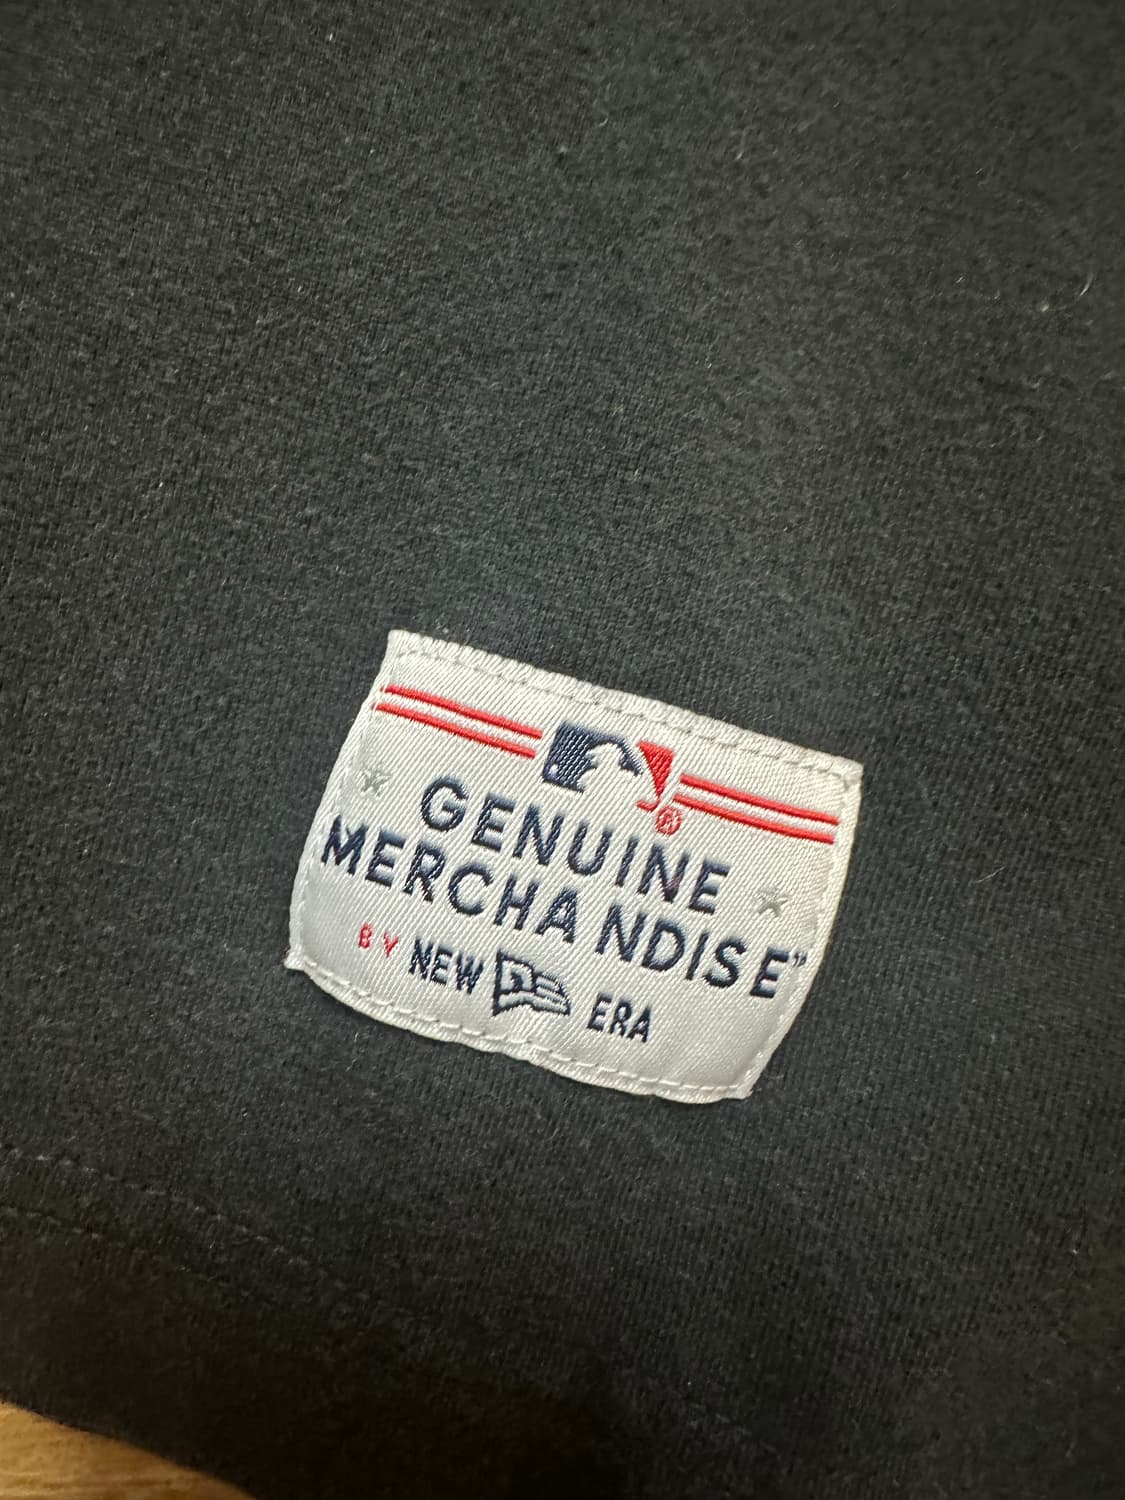 ®
GENUINE
MERCHANDISE™
BY NEW ERA